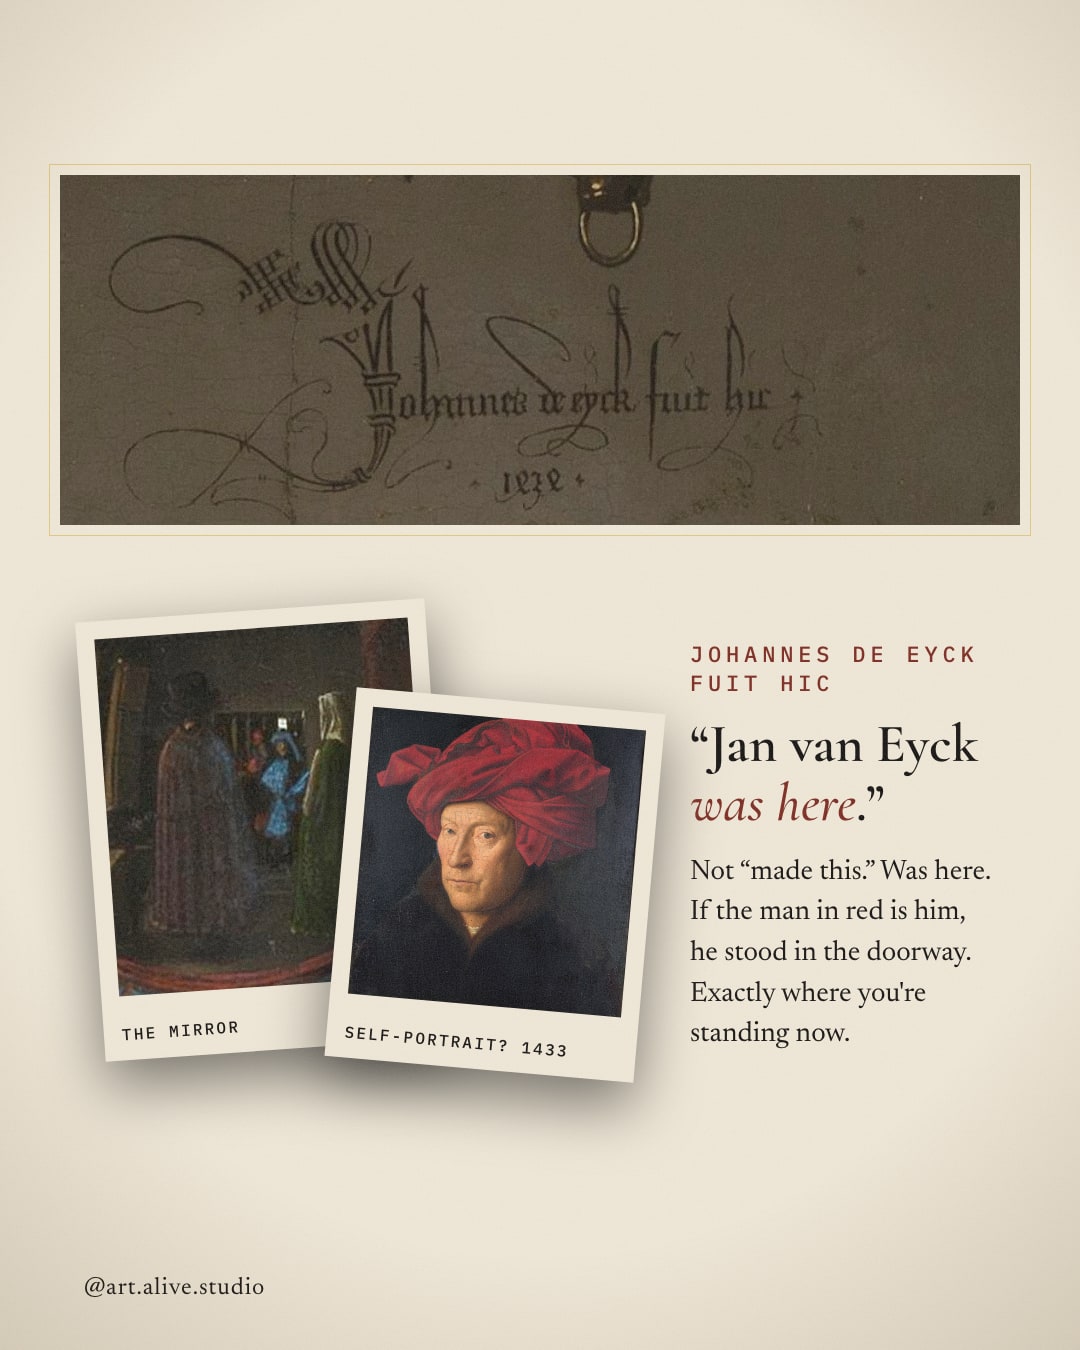 Johannes de eyck fuit hic
1434
JOHANNES DE EYCK
FUIT HIC
“Jan van Eyck
was here.”
Not “made this.” Was here.
If the man in red is him,
he stood in the doorway.
Exactly where you're
standing now.
THE MIRROR
SELF-PORTRAIT? 1433
@art.alive.studio